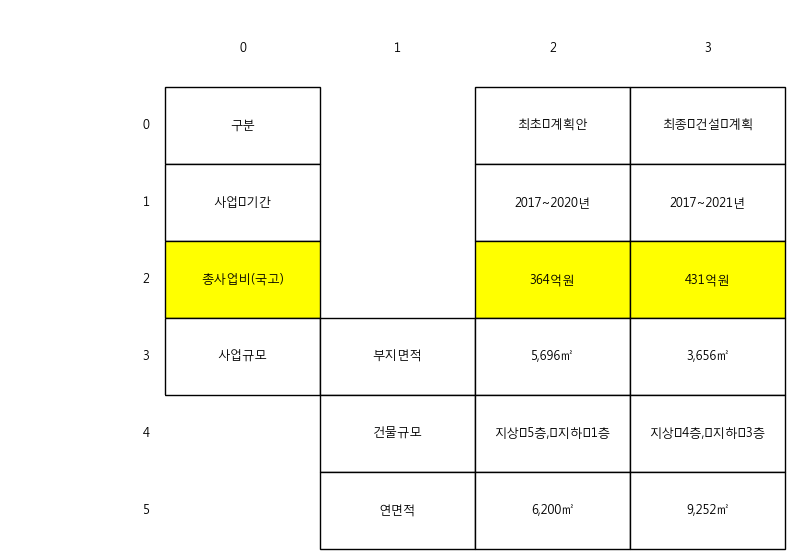 0 1 2 3
0 구분 최초 계획안 최종 건설 계획
1 사업 기간 2017~2020년 2017~2021년
2 총사업비(국고) 364억원 431억원
3 사업규모 부지면적 5,696㎡ 3,656㎡
4 건물규모 지상 5층, 지하 1층 지상 4층, 지하 3층
5 연면적 6,200㎡ 9,252㎡